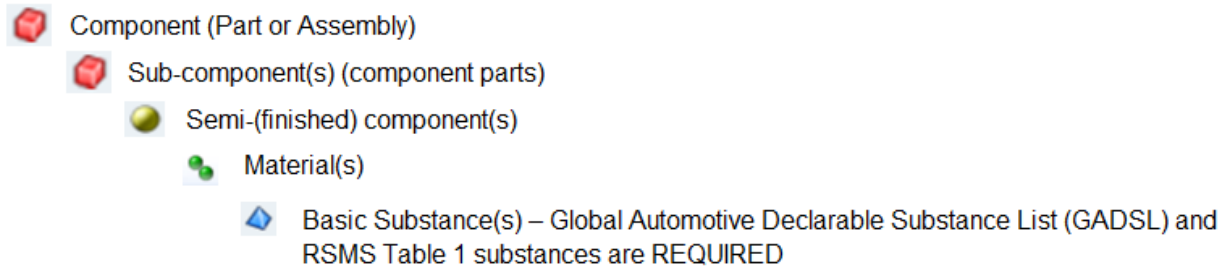 Component (Part or Assembly)
Sub-component(s) (component parts)
Semi-(finished) component(s)
Material(s)
Basic Substance(s) – Global Automotive Declarable Substance List (GADSL) and
RSMS Table 1 substances are REQUIRED